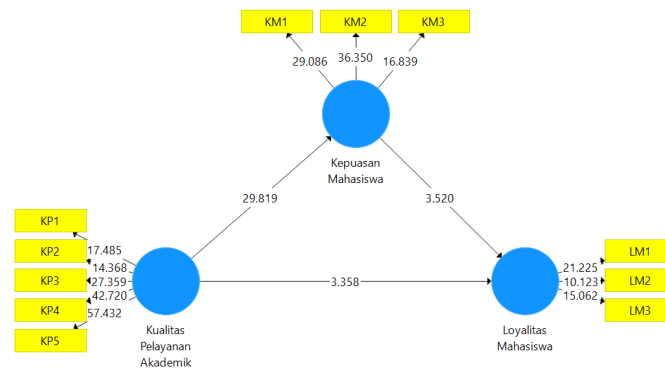 KM1
KM2
KM3
29.086
36.350
16.839
Kepuasan
Mahasiswa
29.819
3.520
KP1
KP2
KP3
KP4
KP5
17.485
14.368
27.359
42.720
57.432
3.358
Kualitas
Pelayanan
Akademik
Loyalitas
Mahasiswa
21.225
10.123
15.062
LM1
LM2
LM3